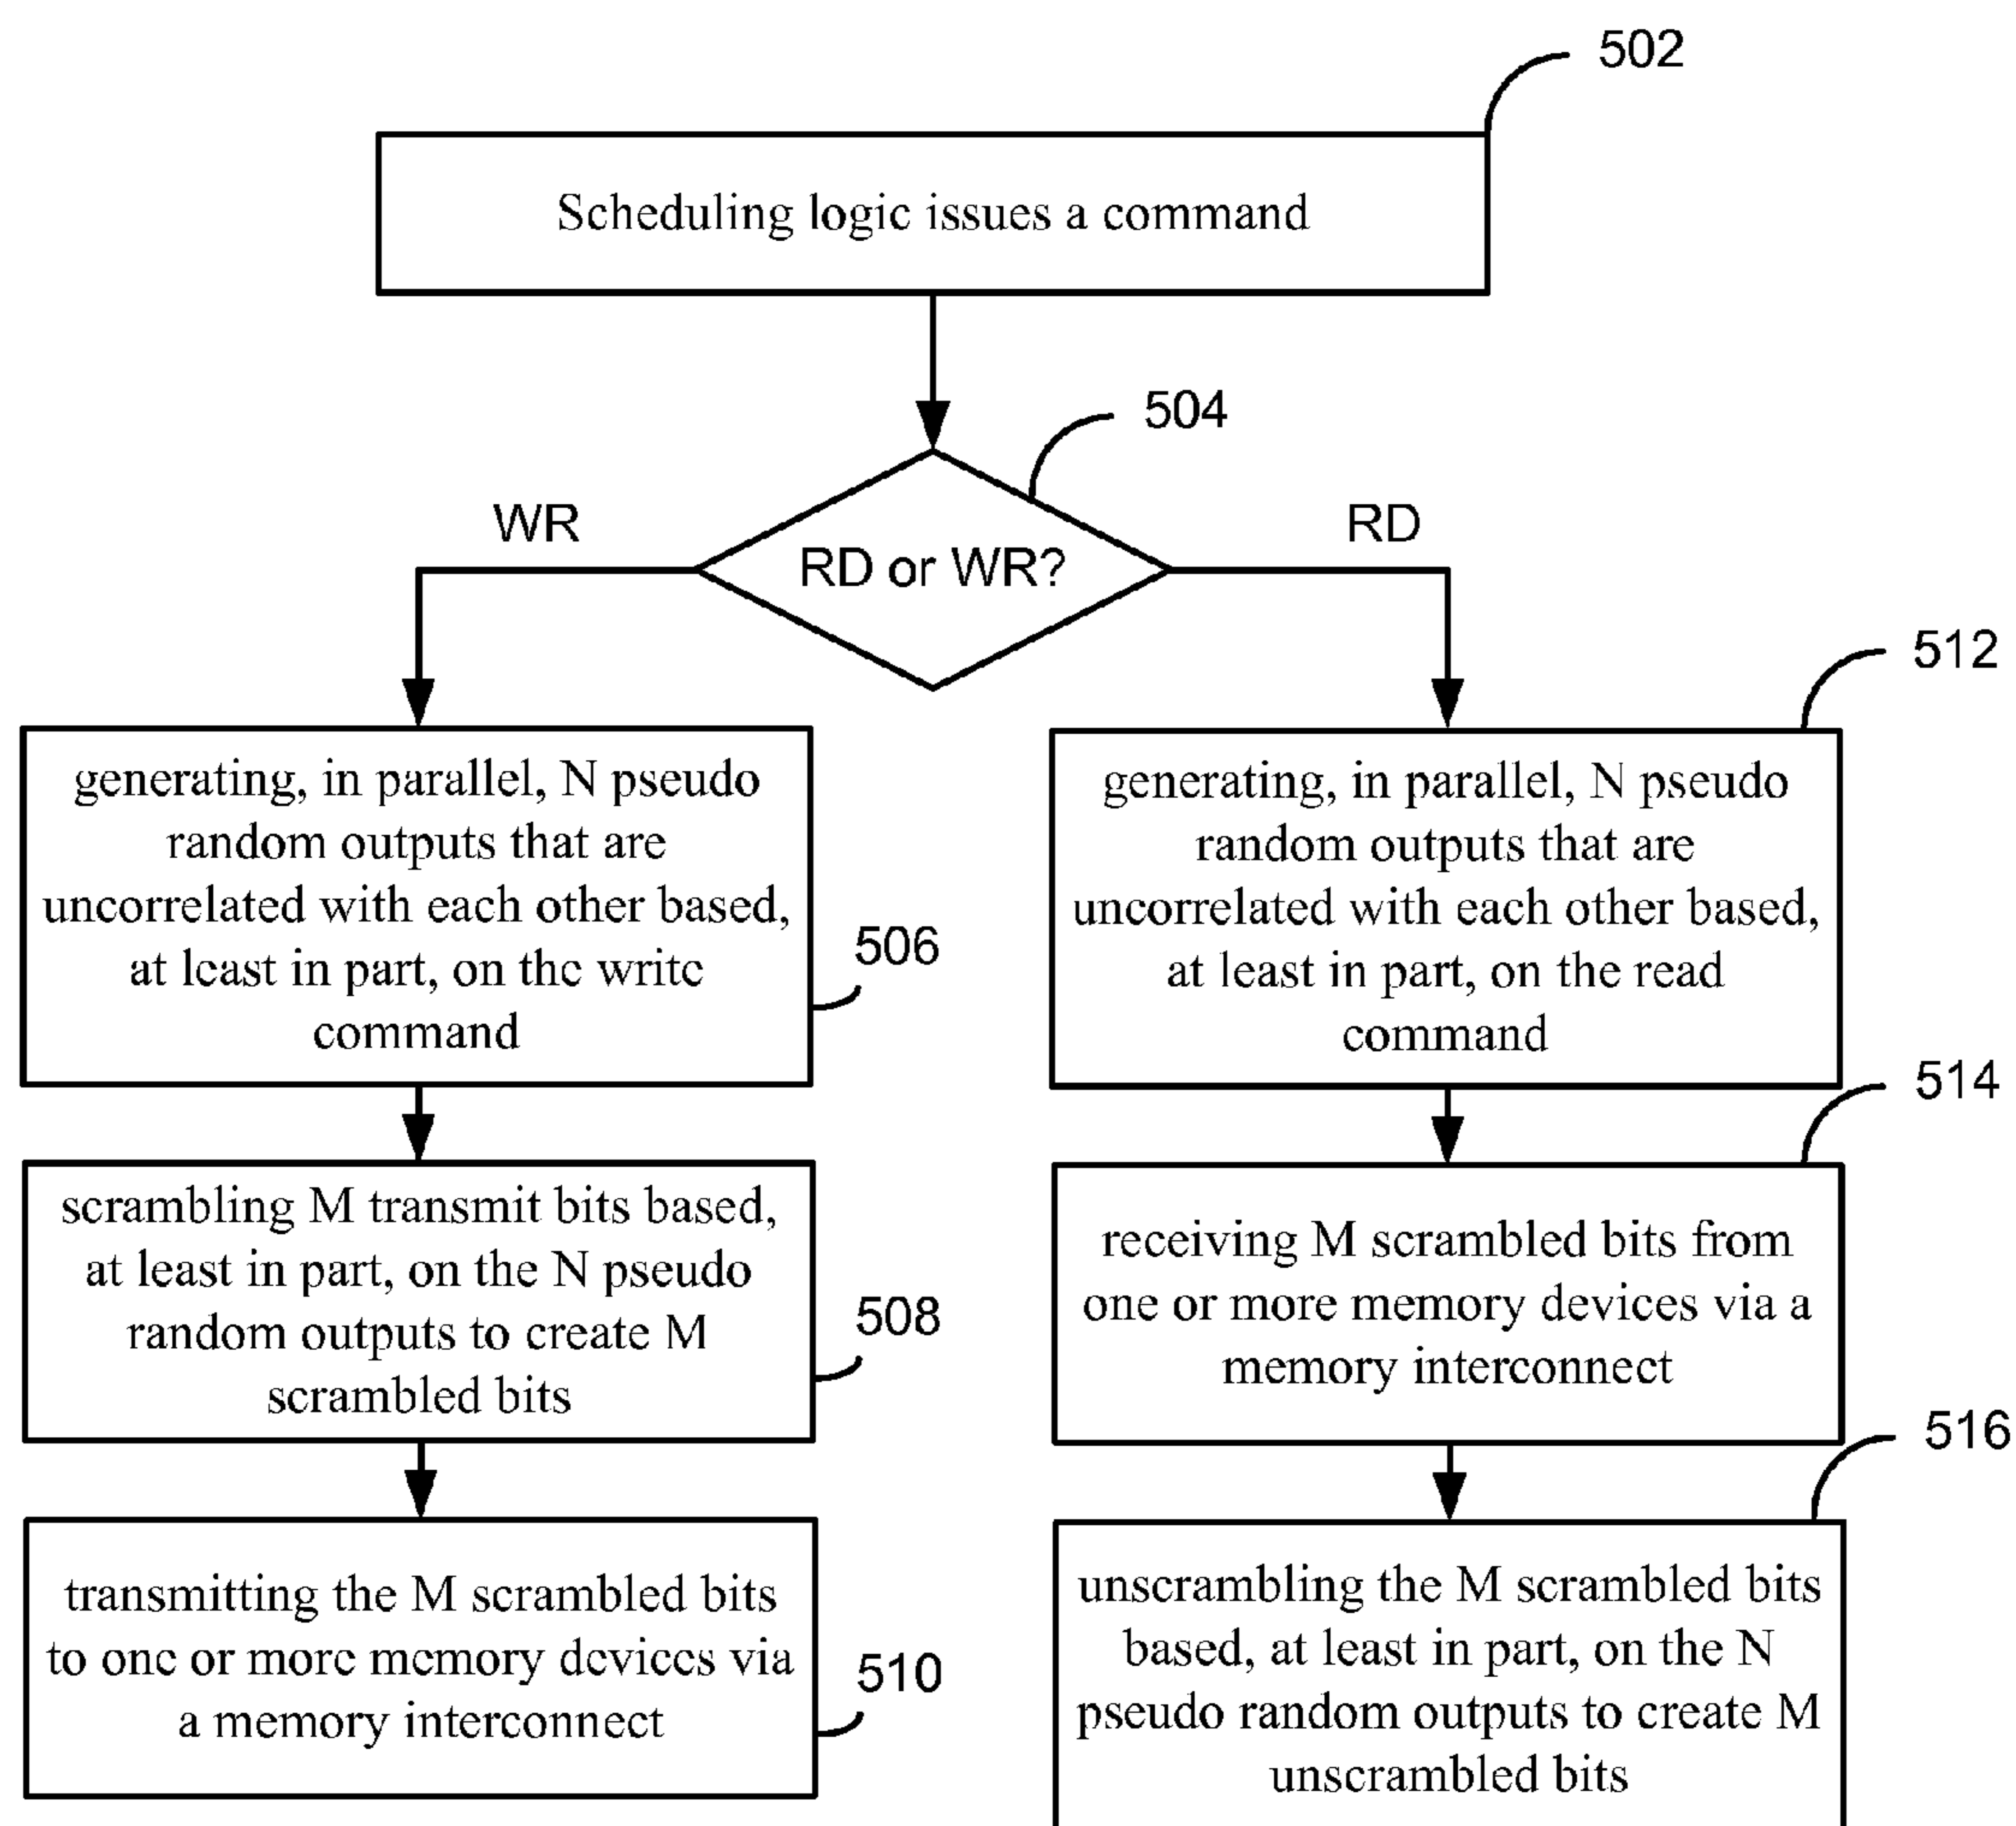 502
Scheduling logic issues a command
504
WR
RD
RD or WR?
512
generating, in parallel, N pseudo
random outputs that are
uncorrelated with each other based,
at least in part, on the write
command
506
generating, in parallel, N pseudo
random outputs that are
uncorrelated with each other based,
at least in part, on the read
command
514
scrambling M transmit bits based,
at least in part, on the N pseudo
random outputs to create M
scrambled bits
508
receiving M scrambled bits from
one or more memory devices via a
memory interconnect
516
transmitting the M scrambled bits
to one or more memory devices via
a memory interconnect
510
unscrambling the M scrambled bits
based, at least in part, on the N
pseudo random outputs to create M
unscrambled bits